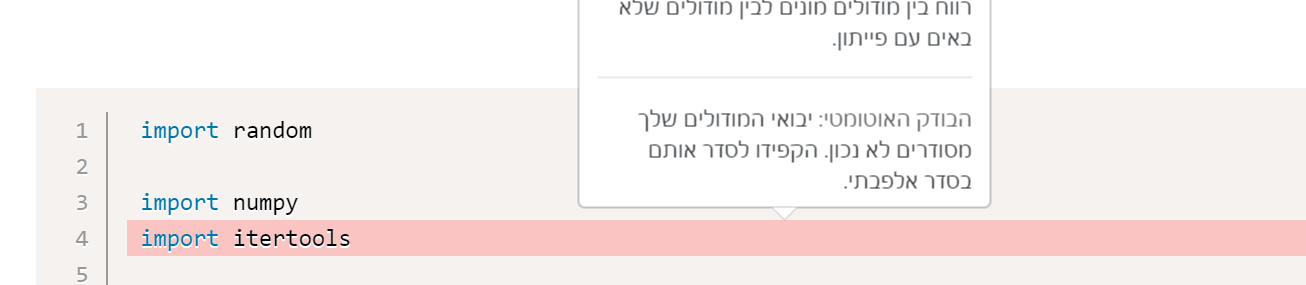 רווח בין מודולים מונים לבין מודולים שלא
באים עם פייתון.
הבודק האוטומטי: יבואי המודולים שלך
מסודרים לא נכון. הקפידו לסדר אותם
בסדר אלפבתי.
1 import random
2
3 import numpy
4 import itertools
5